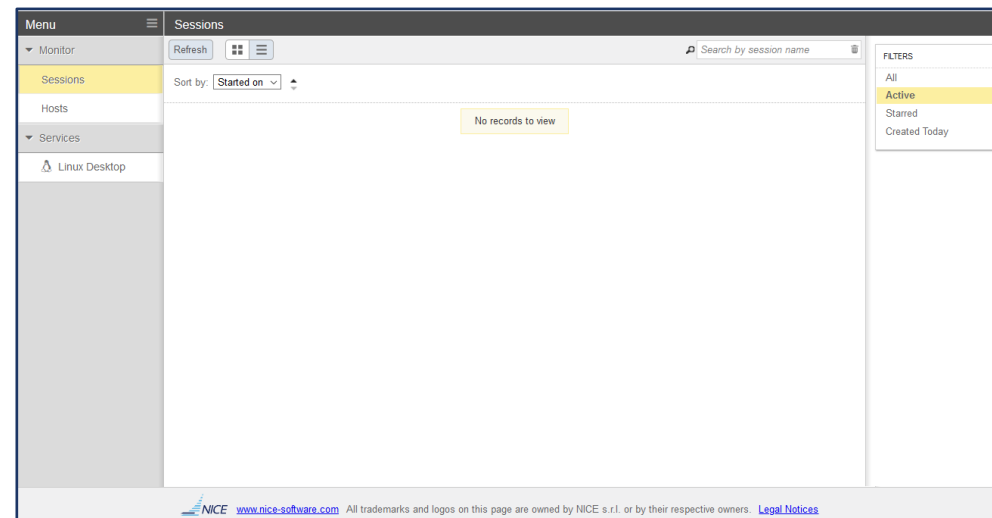 Menu
Sessions
Monitor
Refresh
Search by session name
FILTERS
Sessions
Sort by: Started on
All
Active
Hosts
No records to view
Starred
Created Today
Services
Linux Desktop
NICE www.nice-software.com All trademarks and logos on this page are owned by NICE s.r.l. or by their respective owners. Legal Notices